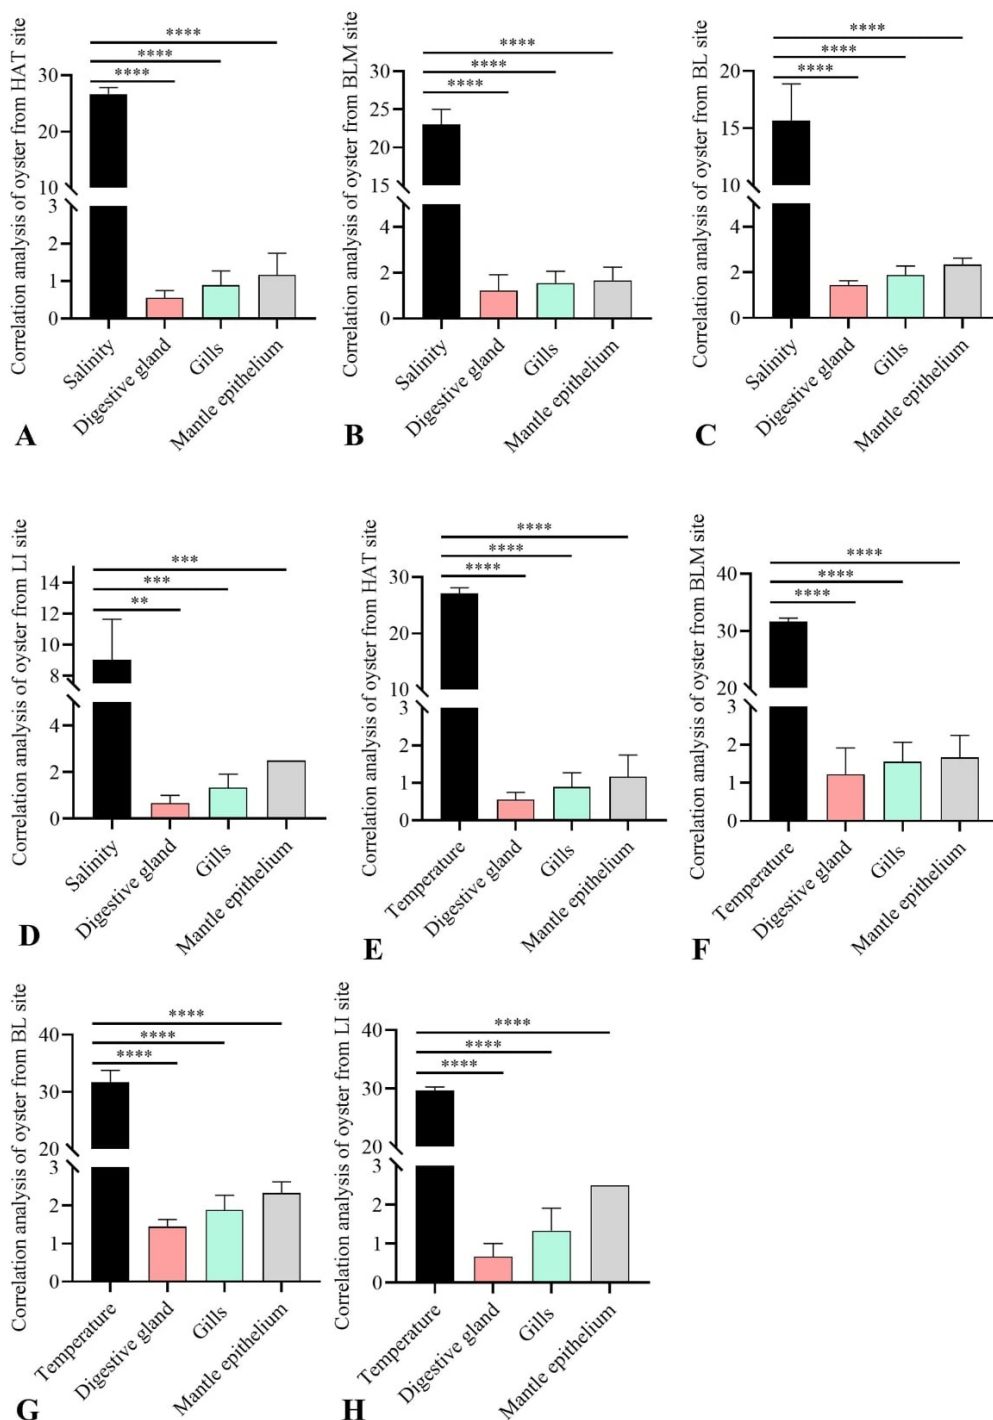 Correlation analysis of oyster from HAT site
****
****
****
30
20
10
3
2
1
0
Salinity
Digestive gland
Gills
Mantle epithelium
A
Correlation analysis of oyster from BLM site
****
****
****
30
25
20
15
4
2
0
Salinity
Digestive gland
Gills
Mantle epithelium
B
Correlation analysis of oyster from BL site
****
****
****
20
15
10
4
2
0
Salinity
Digestive gland
Gills
Mantle epithelium
C
Correlation analysis of oyster from LI site
***
***
**
14
12
10
8
4
2
0
Salinity
Digestive gland
Gills
Mantle epithelium
D
Correlation analysis of oyster from HAT site
****
****
****
30
20
10
3
2
1
0
Temperature
Digestive gland
Gills
Mantle epithelium
E
Correlation analysis of oyster from BLM site
****
****
****
40
30
20
3
2
1
0
Temperature
Digestive gland
Gills
Mantle epithelium
F
Correlation analysis of oyster from BL site
****
****
****
40
30
20
3
2
1
0
Temperature
Digestive gland
Gills
Mantle epithelium
G
Correlation analysis of oyster from LI site
****
****
****
40
30
20
3
2
1
0
Temperature
Digestive gland
Gills
Mantle epithelium
H